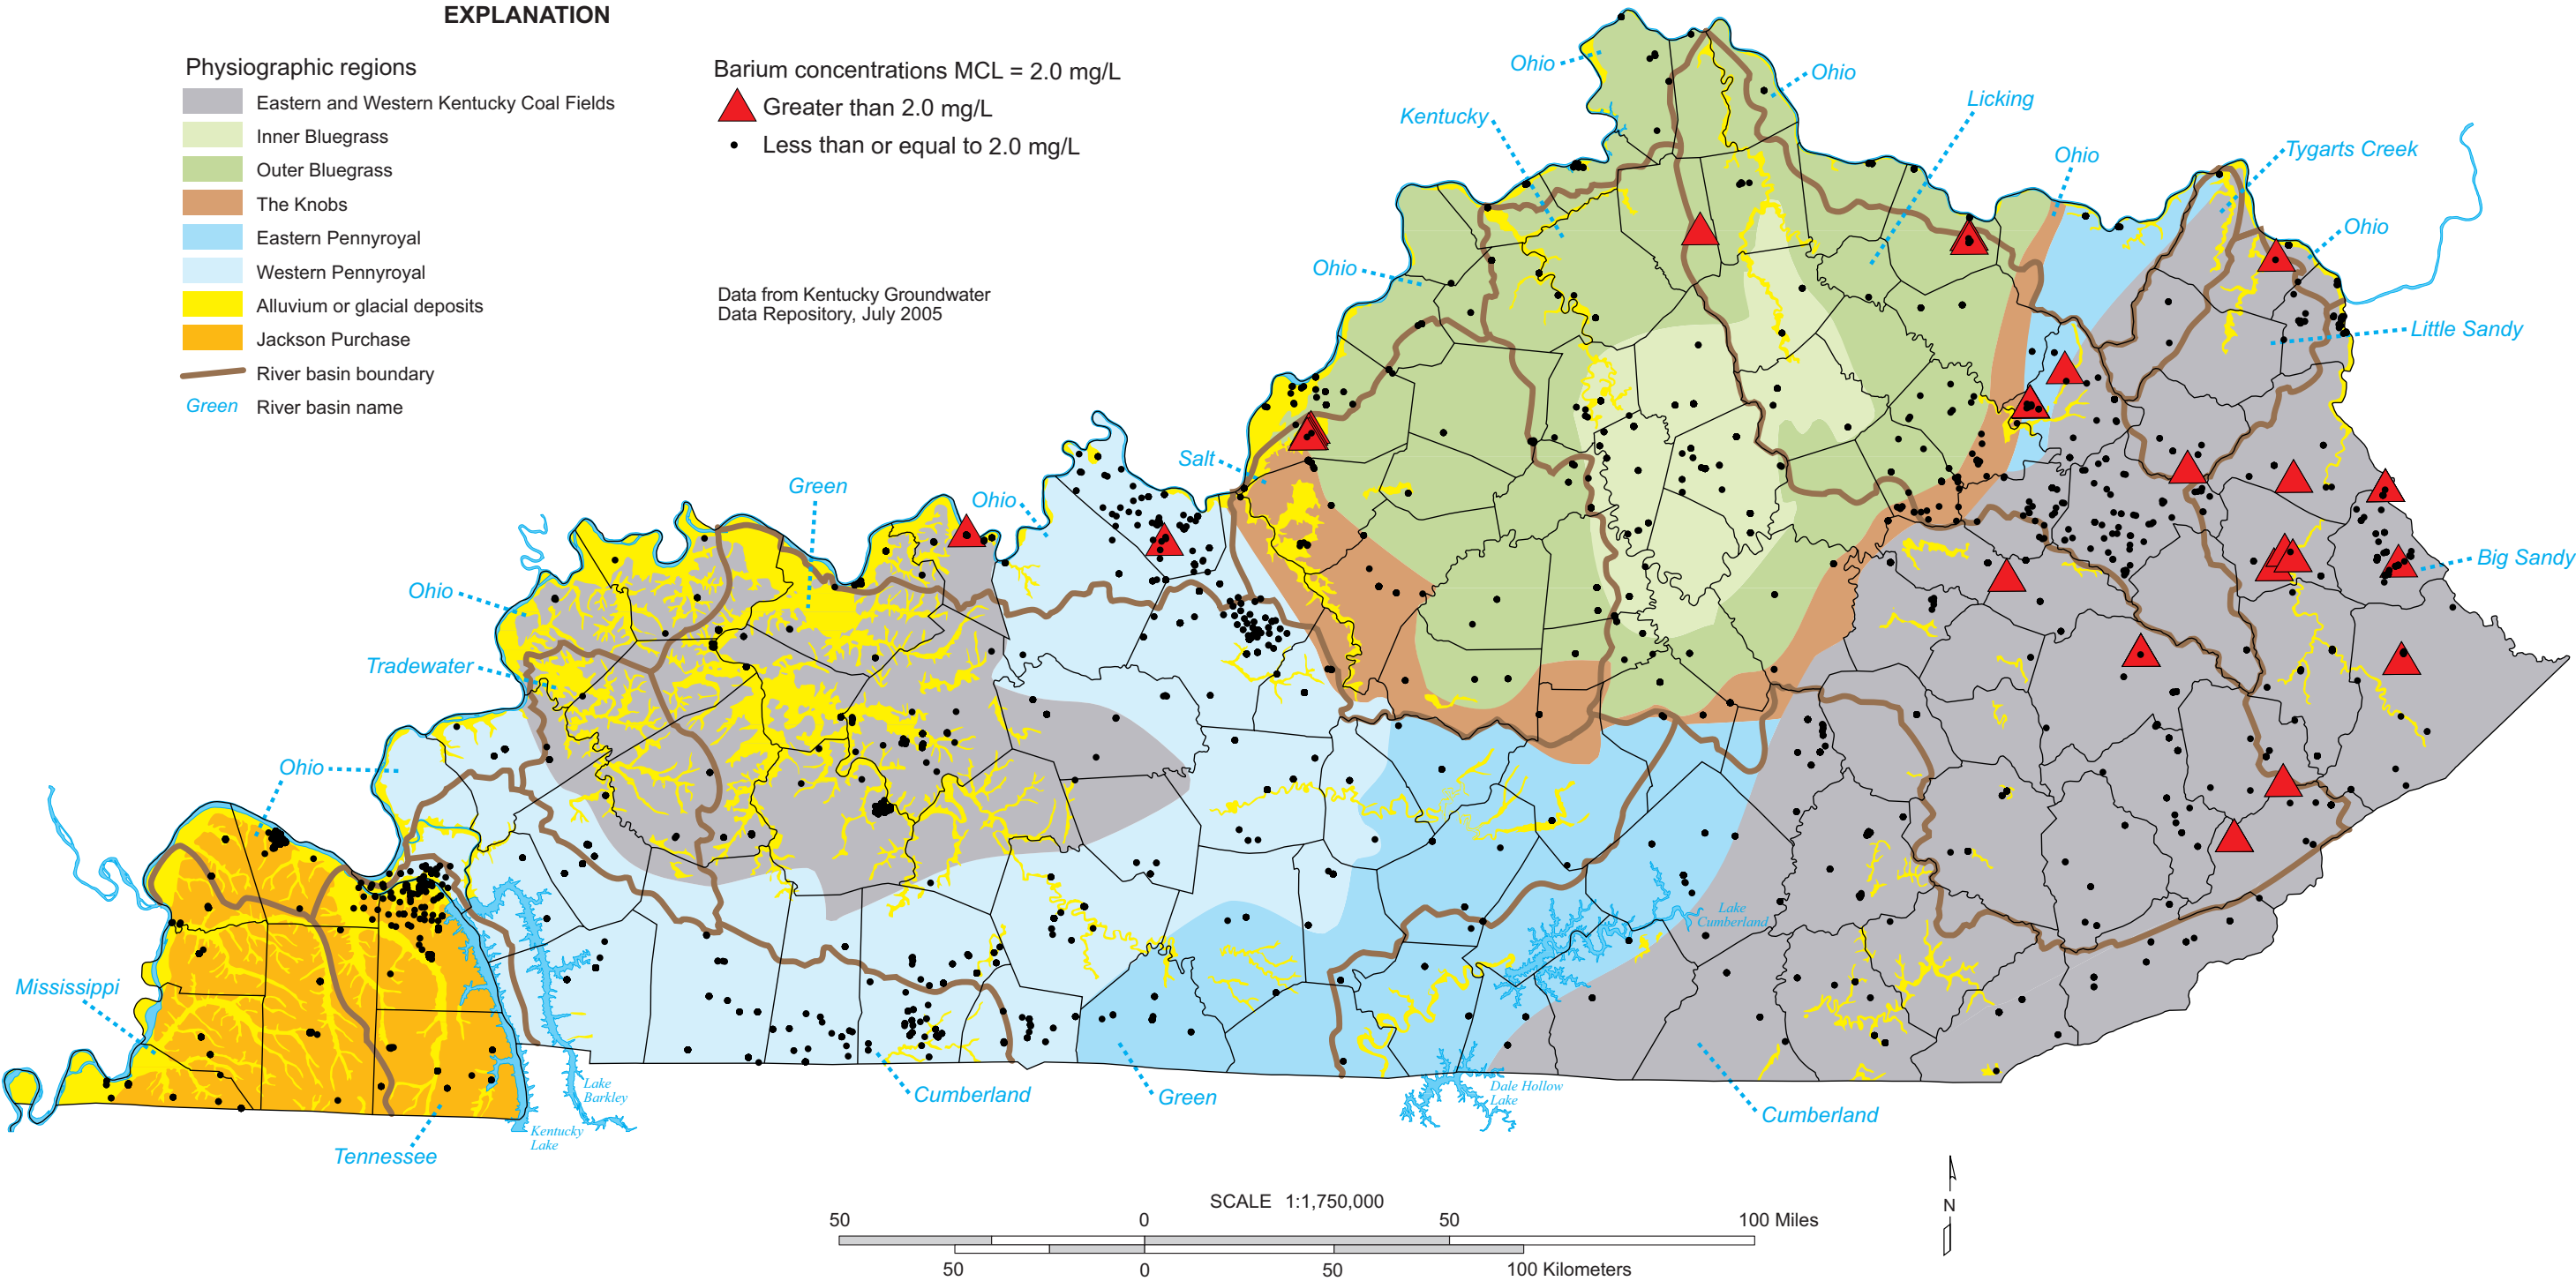 EXPLANATION
Physiographic regions
Eastern and Western Kentucky Coal Fields
Inner Bluegrass
Outer Bluegrass
The Knobs
Eastern Pennyroyal
Western Pennyroyal
Alluvium or glacial deposits
Jackson Purchase
River basin boundary
Green
River basin name
Barium concentrations MCL = 2.0 mg/L
Greater than 2.0 mg/L
Less than or equal to 2.0 mg/L
Data from Kentucky Groundwater
Data Repository, July 2005
Ohio
Ohio
Kentucky
Licking
Ohio
Tygarts Creek
Ohio
Ohio
Little Sandy
Salt
Green
Ohio
Big Sandy
Ohio
Tradewater
Ohio
Lake
Cumberland
Mississippi
Lake
Barkley
Dale Hollow
Lake
Cumberland
Green
Cumberland
Kentucky
Lake
Tennessee
N
SCALE 1:1,750,000
50
0
50
100 Miles
50
0
50
100 Kilometers